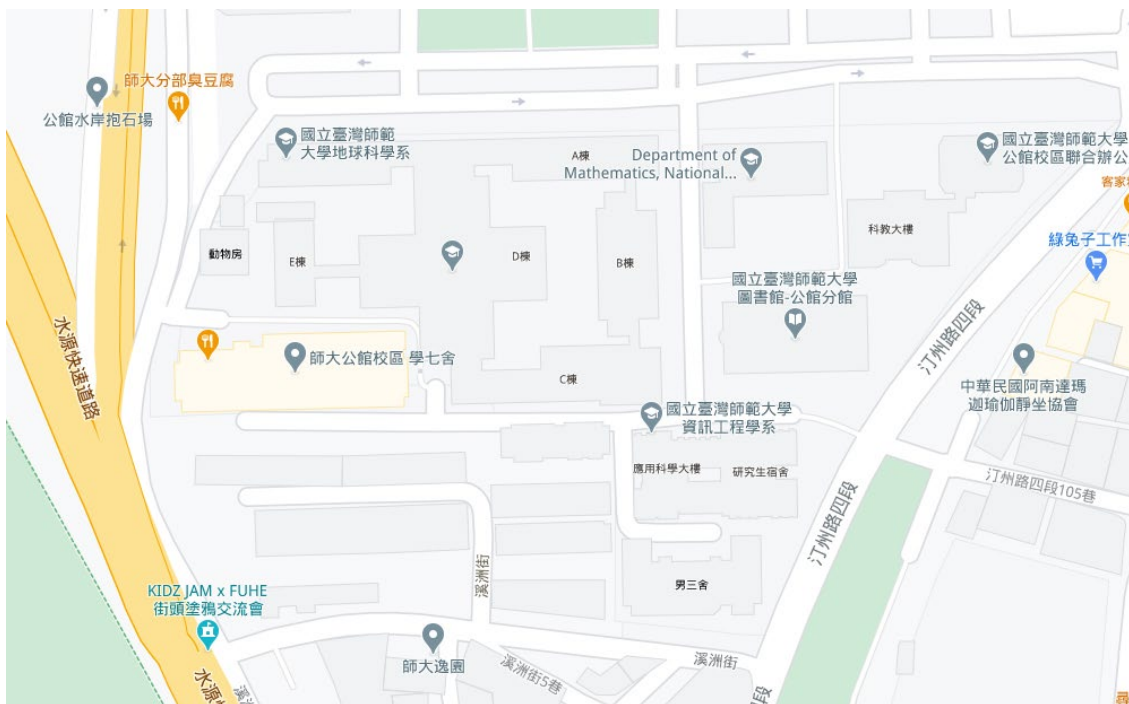 師大分部臭豆腐
公館水岸抱石場
國立臺灣師範
大學地球科學系
A棟
Department of
Mathematics, National...
國立臺灣師範大學
公館校區聯合辦公
客家
科教大樓
綠兔子工作室
動物房
E棟
D棟
B棟
國立臺灣師範大學
圖書館-公館分館
水源快速道路
師大公館校區 學七舍
汀州路四段
中華民國阿南達瑪
迦瑜伽靜坐協會
C棟
國立臺灣師範大學
資訊工程學系
應用科學大樓
研究生宿舍
汀州路四段105巷
汀州路四段
溪洲街
男三舍
KIDZ JAM x FUHE
街頭塗鴉交流會
師大逸園
溪洲街
溪洲街5巷
水源
溪洲
段
尋